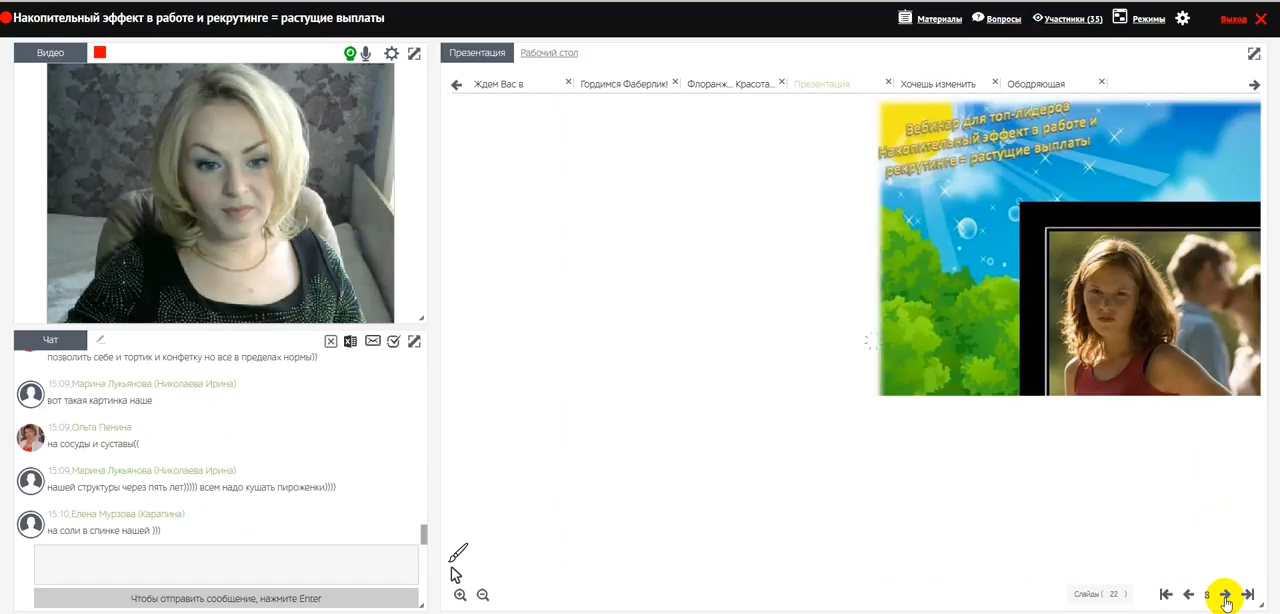 Накопительный эффект в работе и рекрутинге = растущие выплаты
Материалы
Вопросы
Участники (35)
Режимы
Выход
Видео
Презентация
Рабочий стол
Ждем Вас в
Гордимся Фаберлик!
Флоранж... Красота...
Презентация
Хочешь изменить
Ободряющая
Вебинар для топ-лидеров
Накопительный эффект в работе и
рекрутинге = растущие выплаты
Чат
позволить себе и тортик и конфетку но все в пределах нормы))
15:09,Марина Лукьянова (Николаева Ирина)
вот такая картинка наше
15:09,Ольга Пенина
на сосуды и суставы((
15:09,Марина Лукьянова (Николаева Ирина)
нашей структуры через пять лет))))) всем надо кушать пироженки))))
15:10,Елена Мурзова (Карапина)
на соли в спинке нашей )))
Чтобы отправить сообщение, нажмите Enter
Слайды ( 22 )